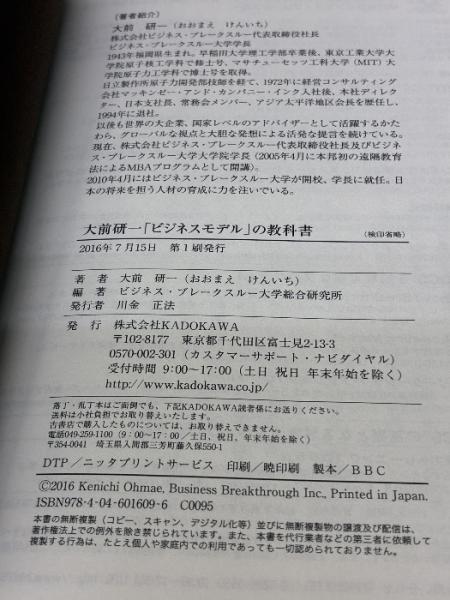 （著者紹介）
大前　研一（おおまえ　けんいち）
株式会社ビジネス・ブレークスルー代表取締役社長
ビジネス・ブレークスルー大学学長
1943年福岡県生まれ。早稲田大学理工学部卒業後、東京工業大学大
学院原子核工学科で修士号、マサチューセッツ工科大学（MIT）大
学院原子力工学科で博士号を取得。
日立製作所原子力開発部技師を経て、1972年に経営コンサルティング
会社マッキンゼー・アンド・カンパニー・インク入社後、本社ディレク
ター、日本支社長、常務会メンバー、アジア太平洋地区会長を歴任し、
1994年に退社。
以後も世界の大企業、国家レベルのアドバイザーとして活躍するかた
わら、グローバルな視点と大胆な発想による活発な提言を続けている。
現在、株式会社ビジネス・ブレークスルー代表取締役社長及びビジネ
ス・ブレークスルー大学大学院学長（2005年4月に本邦初の遠隔教育
法によるMBAプログラムとして開講）。
2010年4月にはビジネス・ブレークスルー大学が開校、学長に就任。日
本の将来を担う人材の育成に力を注いでいる。
大前研一「ビジネスモデル」の教科書　（検印省略）
2016年7月15日　第1刷発行
著　者　大前　研一（おおまえ　けんいち）
編　著　ビジネス・ブレークスルー大学総合研究所
発行者　川金　正法
発　行　株式会社KADOKAWA
〒102-8177　東京都千代田区富士見2-13-3
0570-002-301（カスタマーサポート・ナビダイヤル）
受付時間 9:00〜17:00（土日 祝日 年末年始を除く）
http://www.kadokawa.co.jp/
落丁・乱丁本はご面倒でも、下記KADOKAWA読者係にお送りください。
送料は小社負担でお取り替えいたします。
古書店で購入したものについては、お取り替えできません。
電話049-259-1100（9:00〜17:00／土日、祝日、年末年始を除く）
〒354-0041　埼玉県入間郡三芳町藤久保550-1
DTP／ニッタプリントサービス　印刷／暁印刷　製本／BBC
©2016 Kenichi Ohmae, Business Breakthrough Inc., Printed in Japan.
ISBN978-4-04-601609-6　C0095
本書の無断複製（コピー、スキャン、デジタル化等）並びに無断複製物の譲渡及び配信は、
著作権法上での例外を除き禁じられています。また、本書を代行業者などの第三者に依頼して
複製する行為は、たとえ個人や家庭内での利用であっても一切認められておりません。